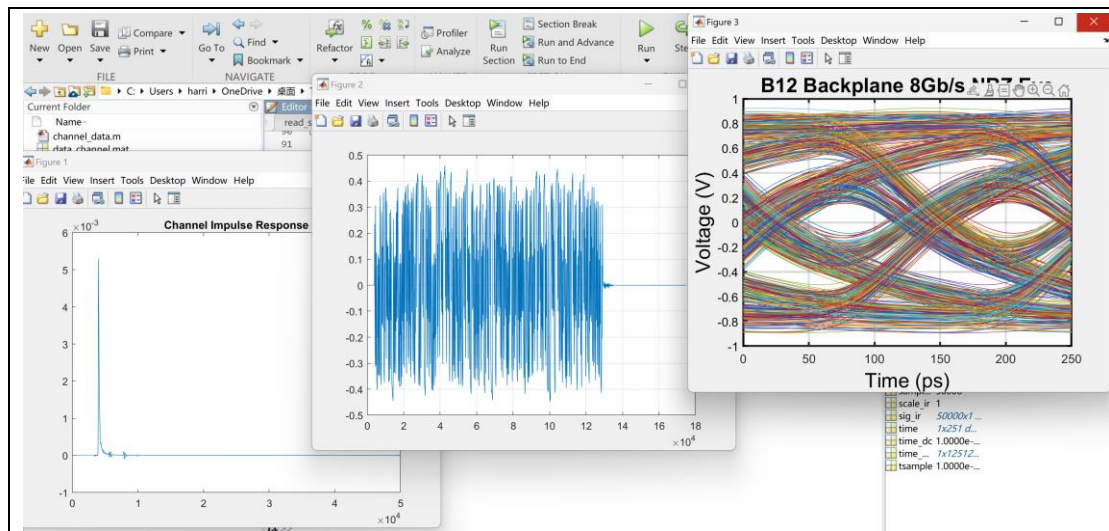 New Open Save Compare Print Go To Find Bookmark Refactor Profiler Analyze Run Section Section Break Run and Advance Run to End Run
FILE NAVIGATE
C: Users harri OneDrive 桌面
Current Folder
Name
channel_data.m
data_channel.mat
Editor
91
Figure 1
File Edit View Insert Tools Desktop Window Help
Channel Impulse Response
×10⁻³
6
5
4
3
2
1
0
-1
0 1 2 3 4 5
×10⁴
Figure 2
File Edit View Insert Tools Desktop Window Help
0.5
0.4
0.3
0.2
0.1
0
-0.1
-0.2
-0.3
-0.4
-0.5
0 2 4 6 8 10 12 14 16 18
×10⁴
Figure 3
File Edit View Insert Tools Desktop Window Help
B12 Backplane 8Gb/s NRZ Eye
Voltage (V)
1
0.8
0.6
0.4
0.2
0
-0.2
-0.4
-0.6
-0.8
-1
0 50 100 150 200 250
Time (ps)
scale_ir 1
sig_ir 50000x1 ...
time 1x251 d...
time_dc 1.0000e-...
time_... 1x12512...
tsample 1.0000e-...